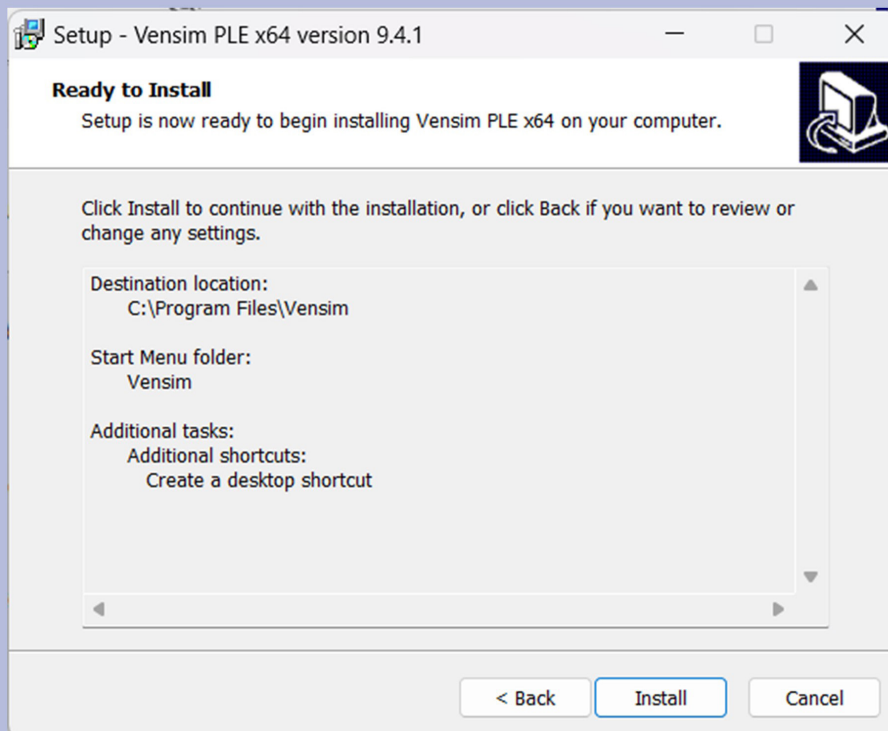 Setup - Vensim PLE x64 version 9.4.1
Ready to Install
Setup is now ready to begin installing Vensim PLE x64 on your computer.
Click Install to continue with the installation, or click Back if you want to review or
change any settings.
Destination location:
C:\Program Files\Vensim
Start Menu folder:
Vensim
Additional tasks:
Additional shortcuts:
Create a desktop shortcut
< Back
Install
Cancel